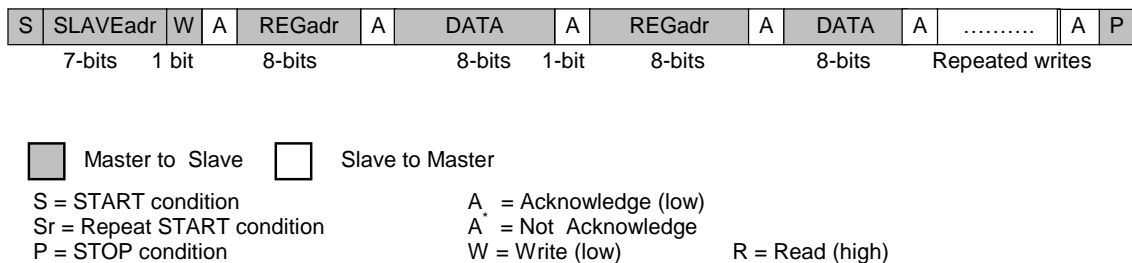 S SLAVEadr W A REGadr A DATA A REGadr A DATA A ………. A P
7-bits 1 bit 8-bits 8-bits 1-bit 8-bits 8-bits Repeated writes
Master to Slave Slave to Master
S = START condition A = Acknowledge (low)
Sr = Repeat START condition A* = Not Acknowledge
P = STOP condition W = Write (low) R = Read (high)